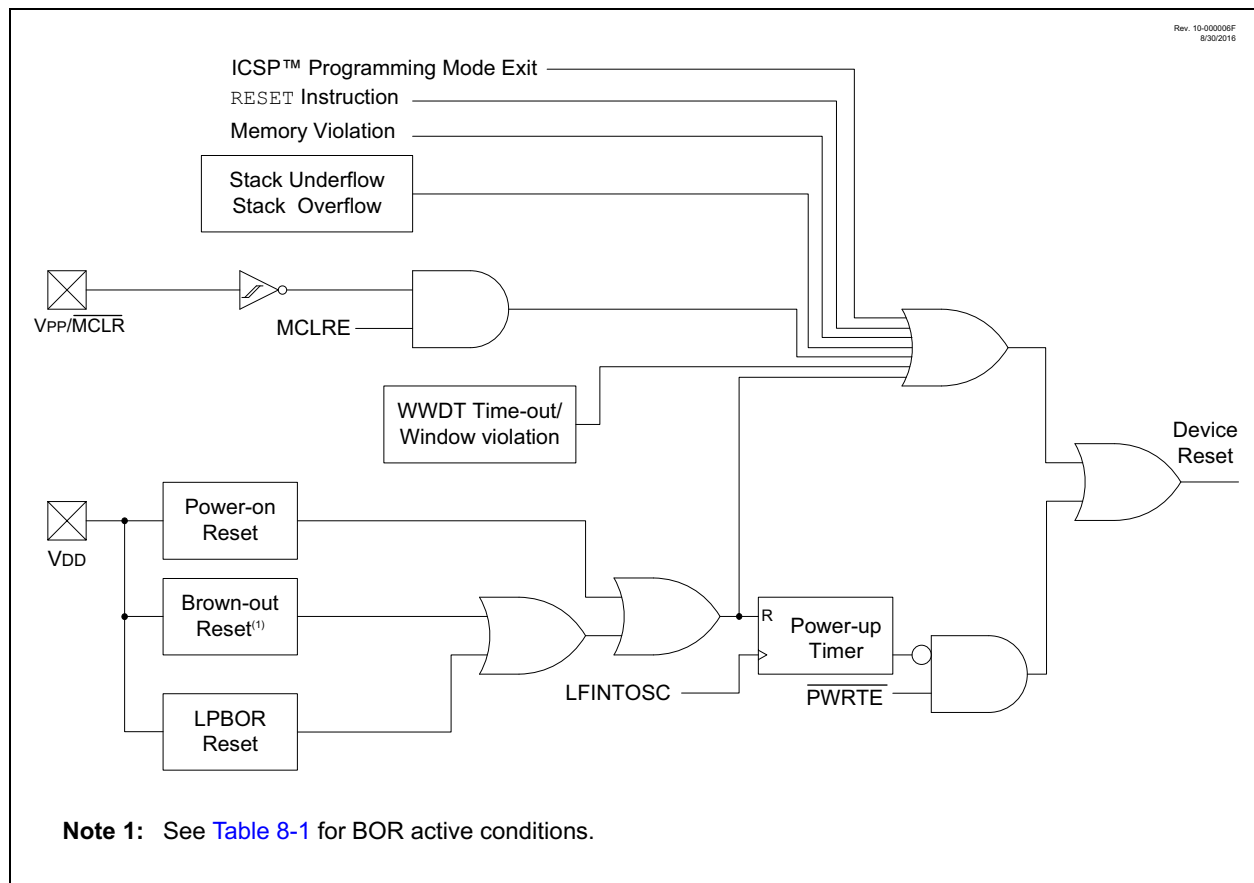 Rev. 10-000006F
8/30/2016
ICSP™ Programming Mode Exit
RESET Instruction
Memory Violation
Stack Underflow
Stack Overflow
VPP/MCLR
MCLRE
WWDT Time-out/
Window violation
Device
Reset
VDD
Power-on
Reset
Brown-out
Reset(1)
LPBOR
Reset
R
Power-up
Timer
LFINTOSC
PWRTE
Note 1: See Table 8-1 for BOR active conditions.